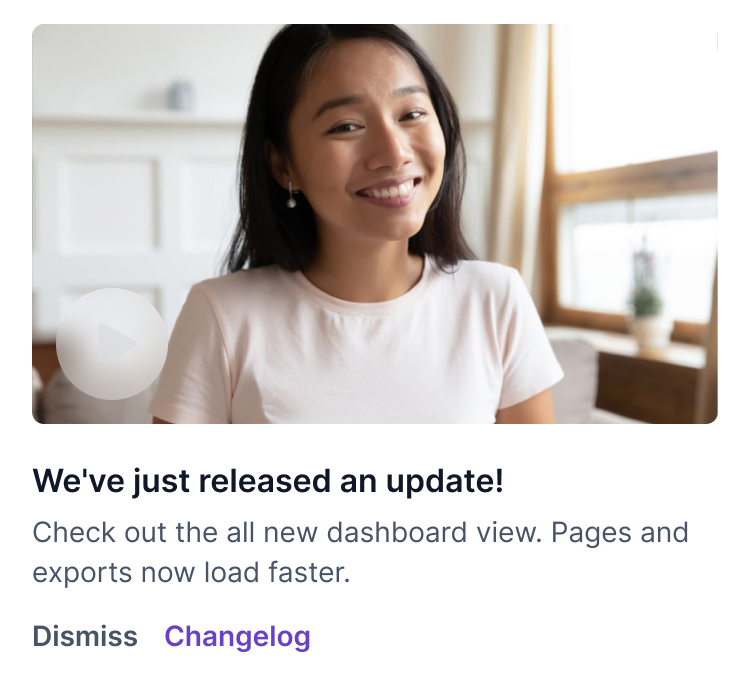 We've just released an update!
Check out the all new dashboard view. Pages and
exports now load faster.
Dismiss Changelog